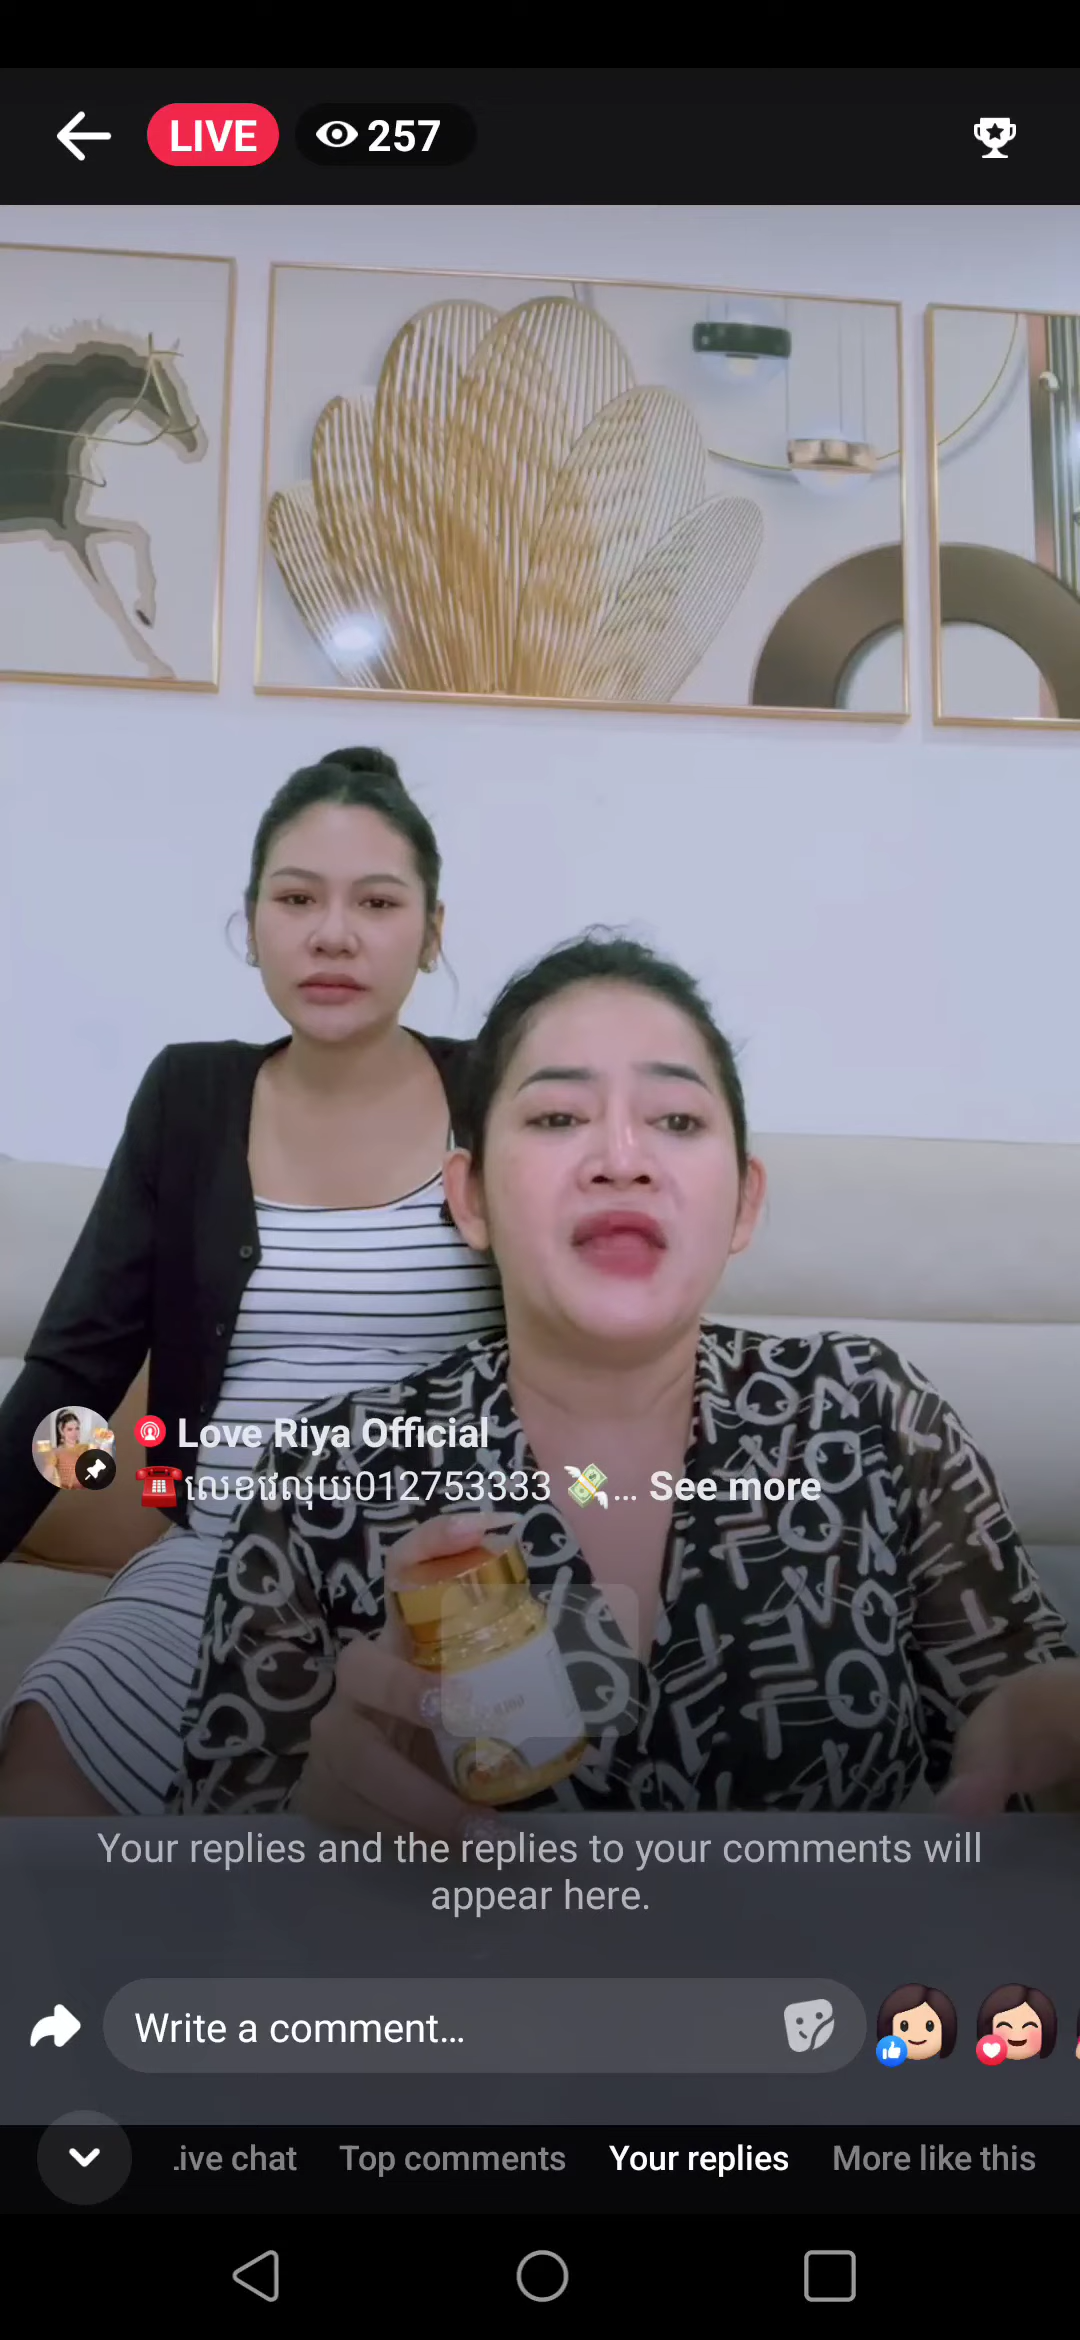 LIVE 257
Love Riya Official
☎️លេខវេលុយ012753333 💸... See more
Your replies and the replies to your comments will
appear here.
Write a comment...
ive chat Top comments Your replies More like this